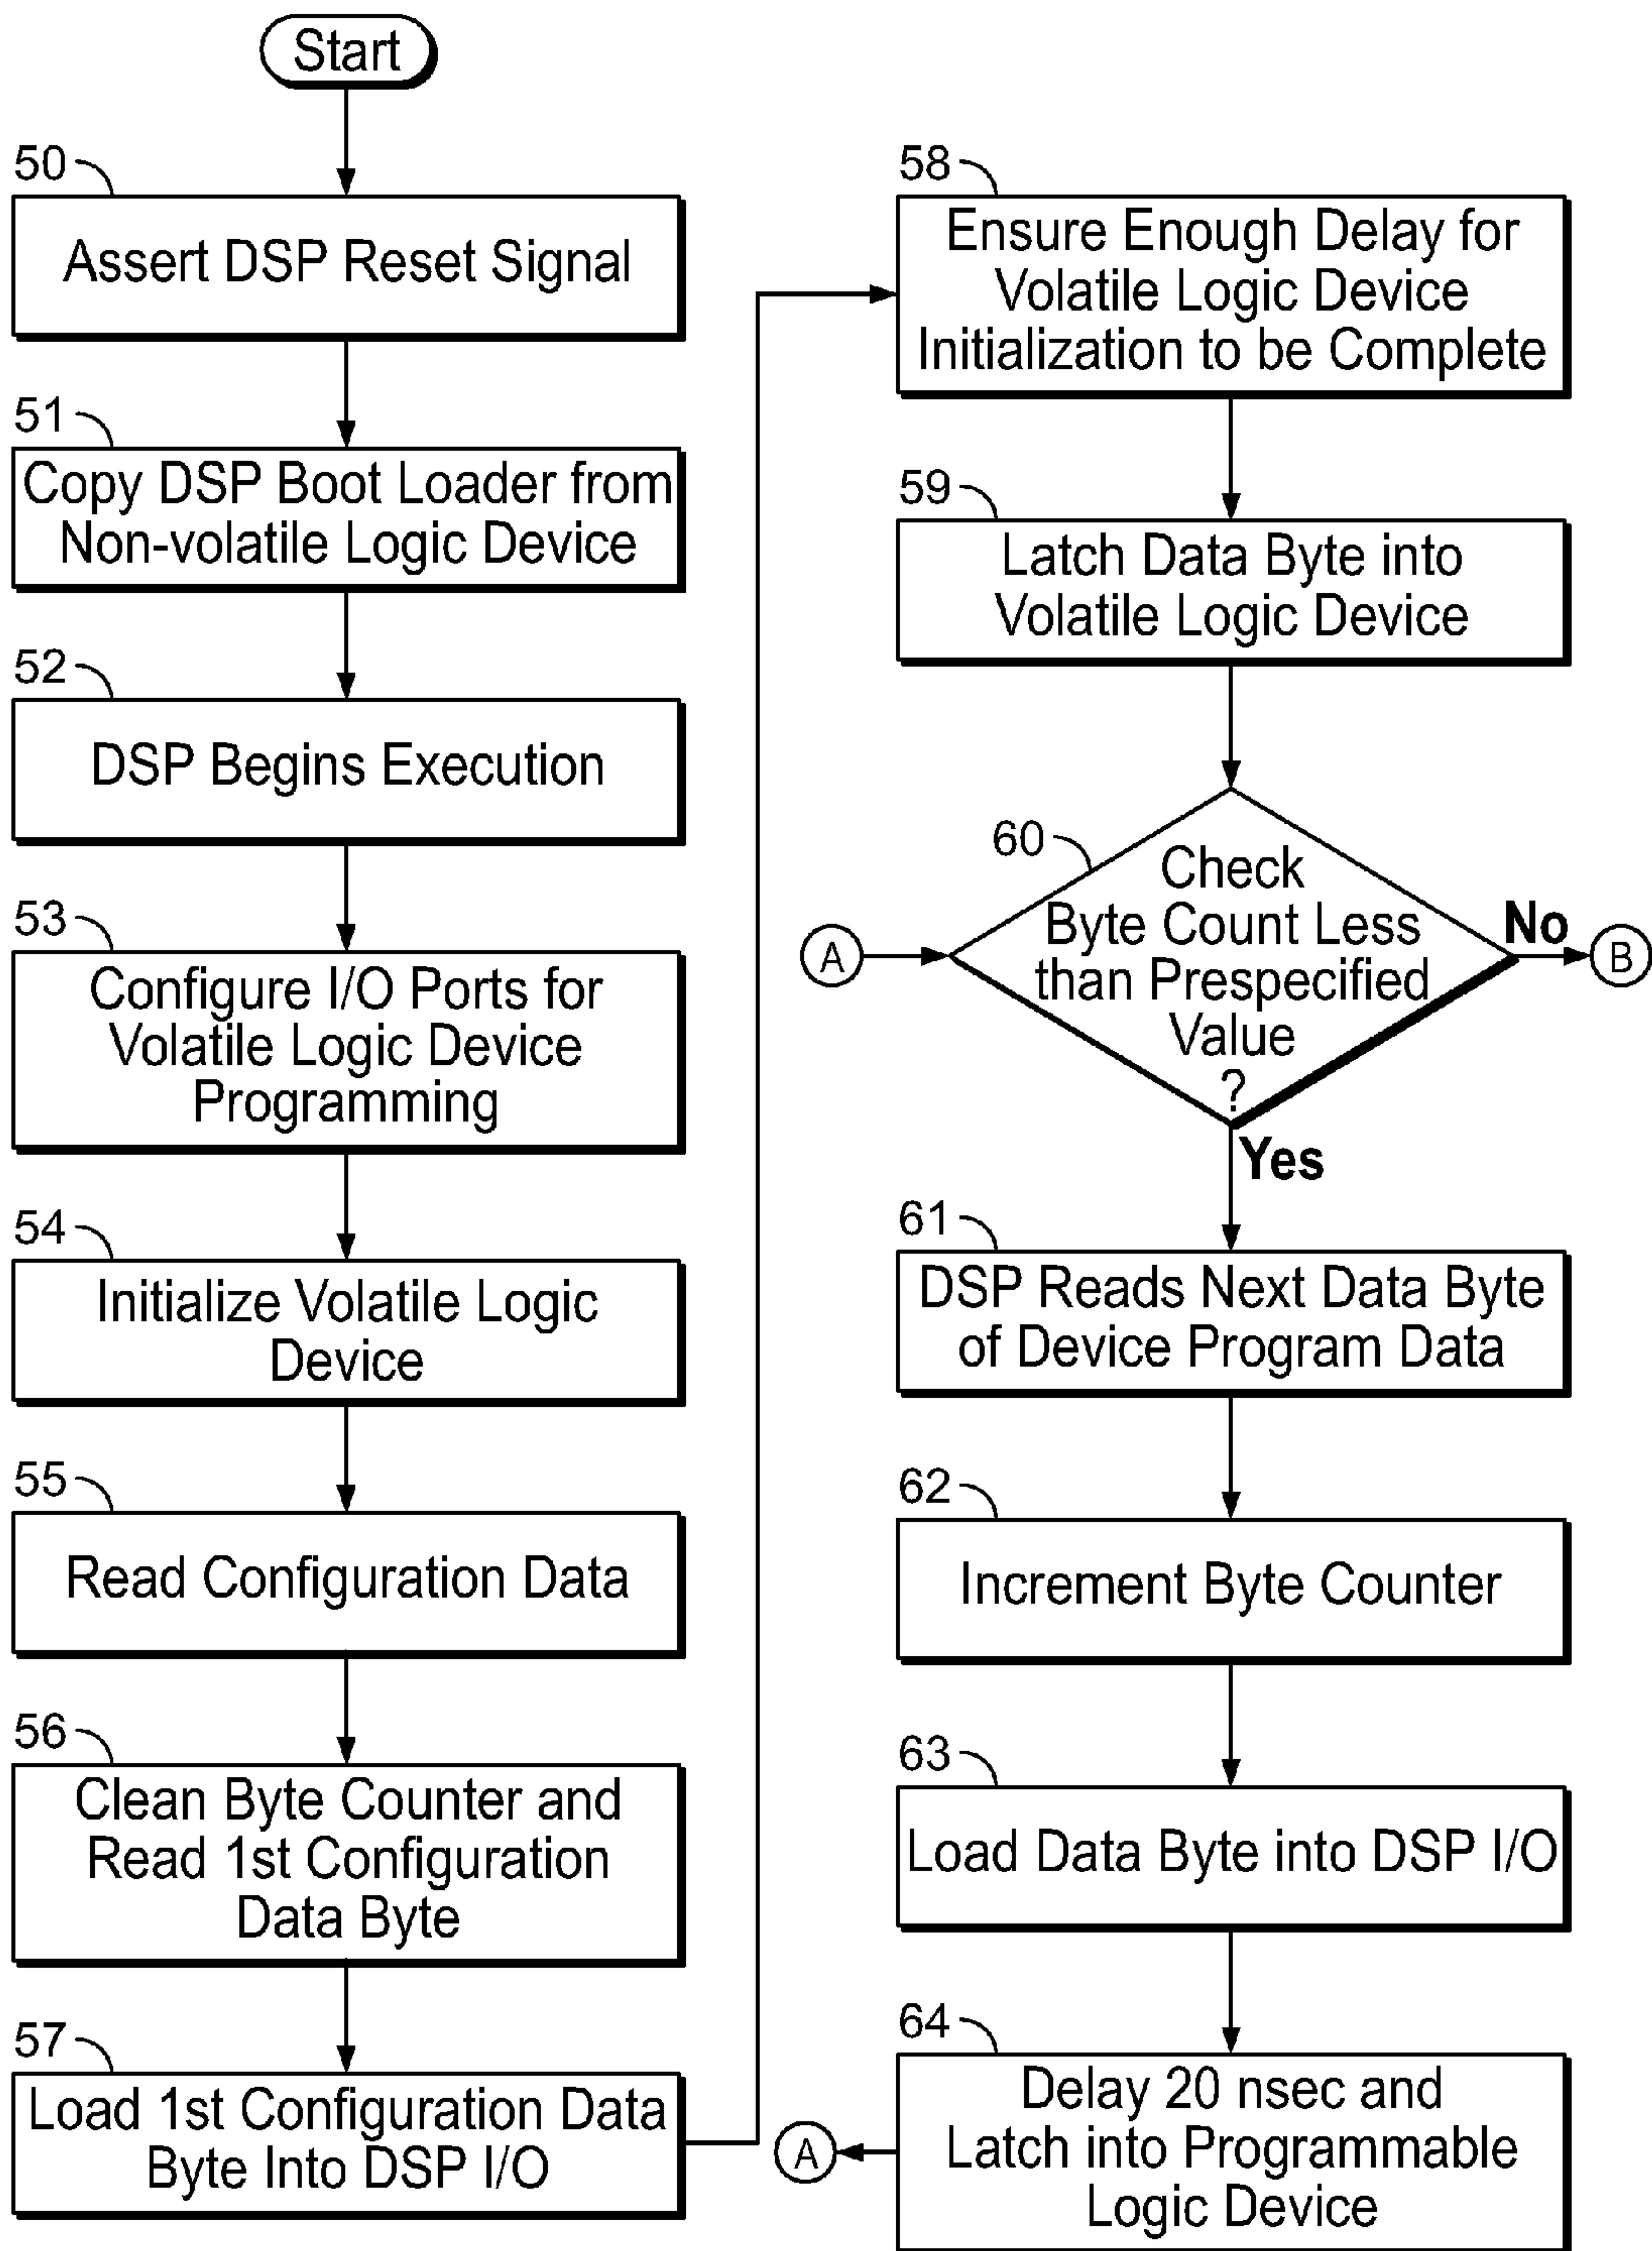 Start
50
Assert DSP Reset Signal
51
Copy DSP Boot Loader from
Non-volatile Logic Device
52
DSP Begins Execution
53
Configure I/O Ports for
Volatile Logic Device
Programming
54
Initialize Volatile Logic
Device
55
Read Configuration Data
56
Clean Byte Counter and
Read 1st Configuration
Data Byte
57
Load 1st Configuration Data
Byte Into DSP I/O
58
Ensure Enough Delay for
Volatile Logic Device
Initialization to be Complete
59
Latch Data Byte into
Volatile Logic Device
60
Check
Byte Count Less
than Prespecified
Value
?
A
No
B
Yes
61
DSP Reads Next Data Byte
of Device Program Data
62
Increment Byte Counter
63
Load Data Byte into DSP I/O
64
Delay 20 nsec and
Latch into Programmable
Logic Device
A